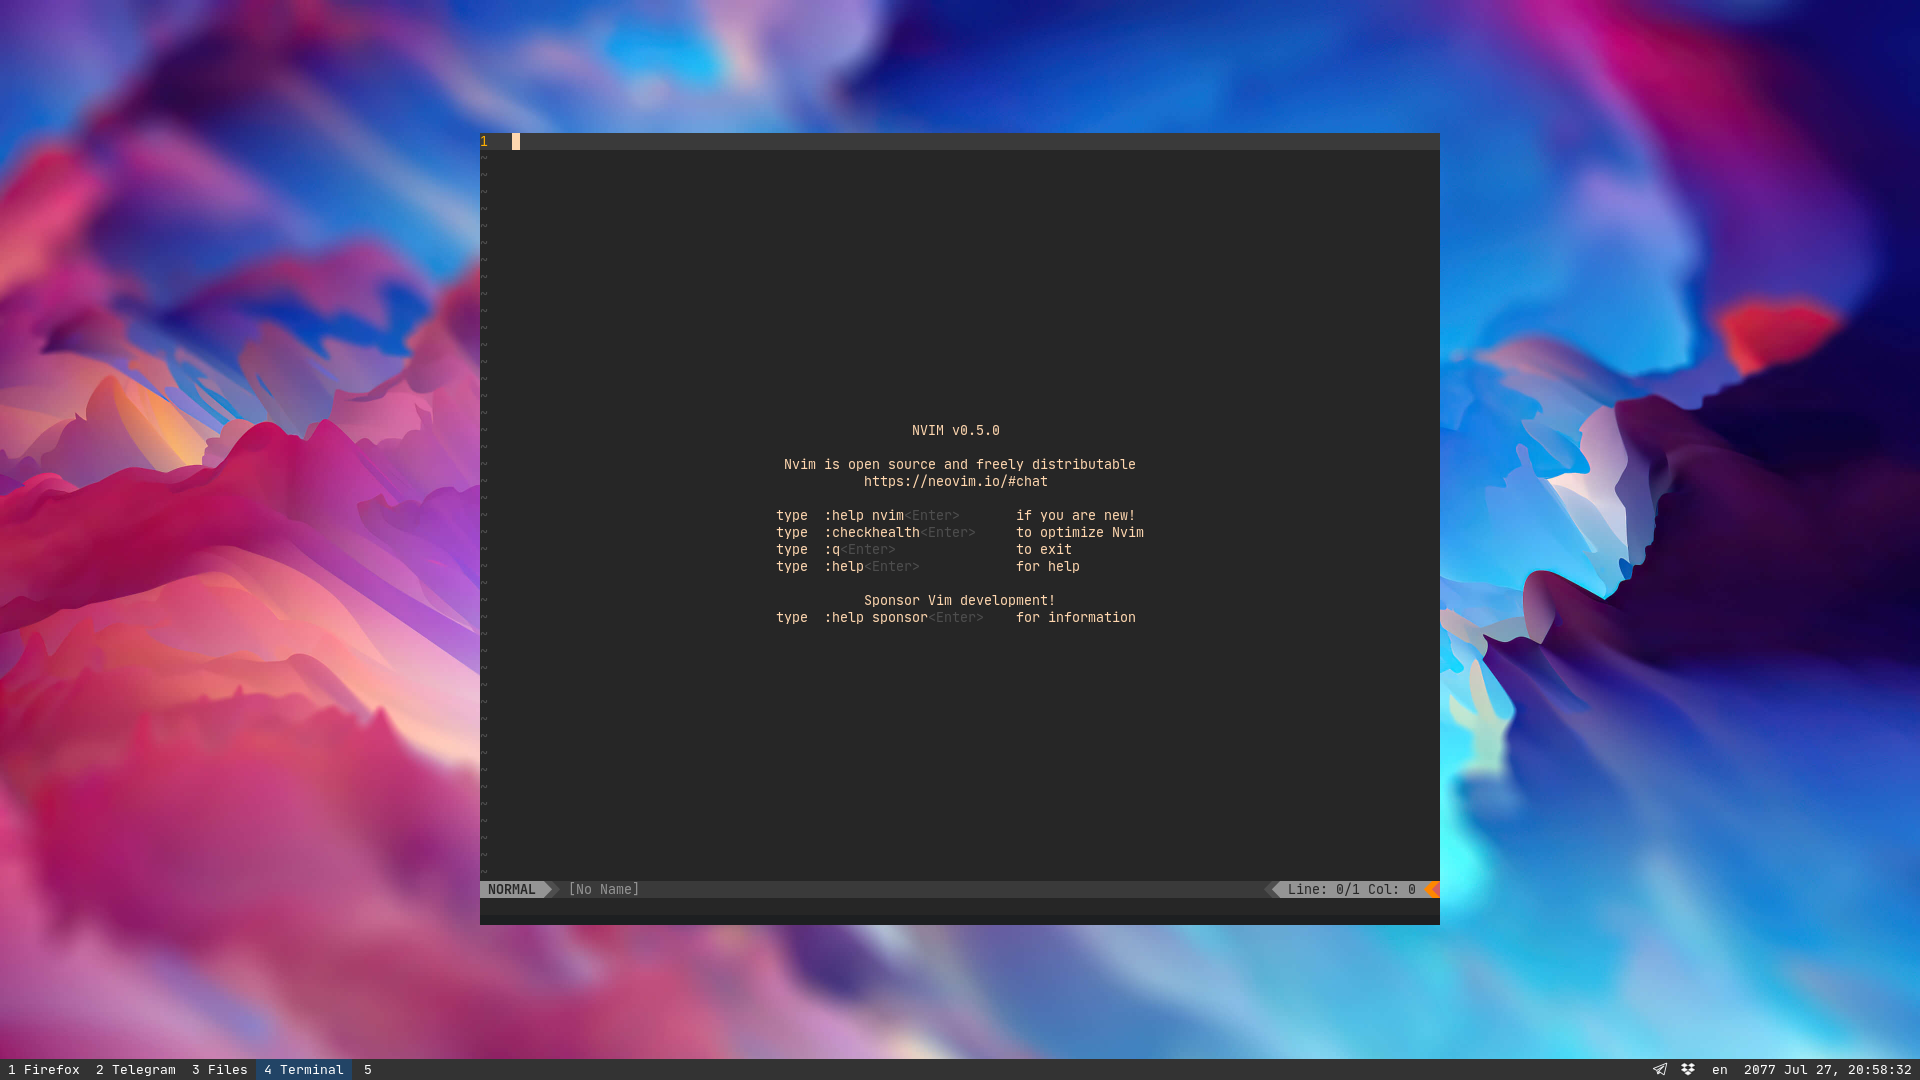 1
NVIM v0.5.0
Nvim is open source and freely distributable
https://neovim.io/#chat
type  :help nvim<Enter>       if you are new!
type  :checkhealth<Enter>     to optimize Nvim
type  :q<Enter>               to exit
type  :help<Enter>            for help
Sponsor Vim development!
type  :help sponsor<Enter>    for information
NORMAL [No Name] Line: 0/1 Col: 0
1 Firefox 2 Telegram 3 Files 4 Terminal 5 en 2077 Jul 27, 20:58:32